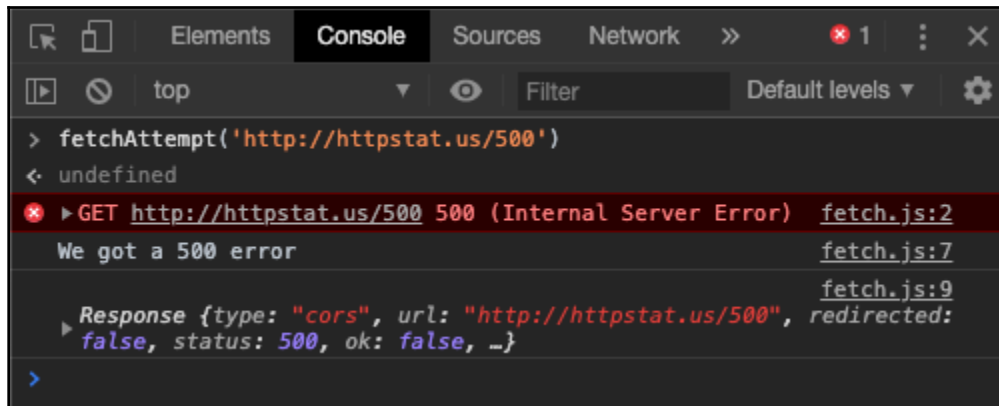 Elements Console Sources Network » 1
top Filter Default levels
> fetchAttempt('http://httpstat.us/500')
undefined
GET http://httpstat.us/500 500 (Internal Server Error) fetch.js:2
We got a 500 error fetch.js:7
fetch.js:9
Response {type: "cors", url: "http://httpstat.us/500", redirected:
false, status: 500, ok: false, …}
>